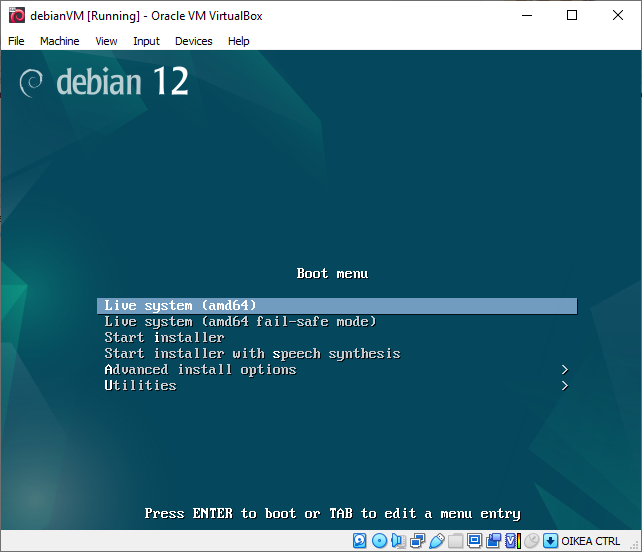 debianVM [Running] - Oracle VM VirtualBox
File Machine View Input Devices Help
debian 12
Boot menu
Live system (amd64)
Live system (amd64 fail-safe mode)
Start installer
Start installer with speech synthesis
Advanced install options >
Utilities >
Press ENTER to boot or TAB to edit a menu entry
OIKEA CTRL